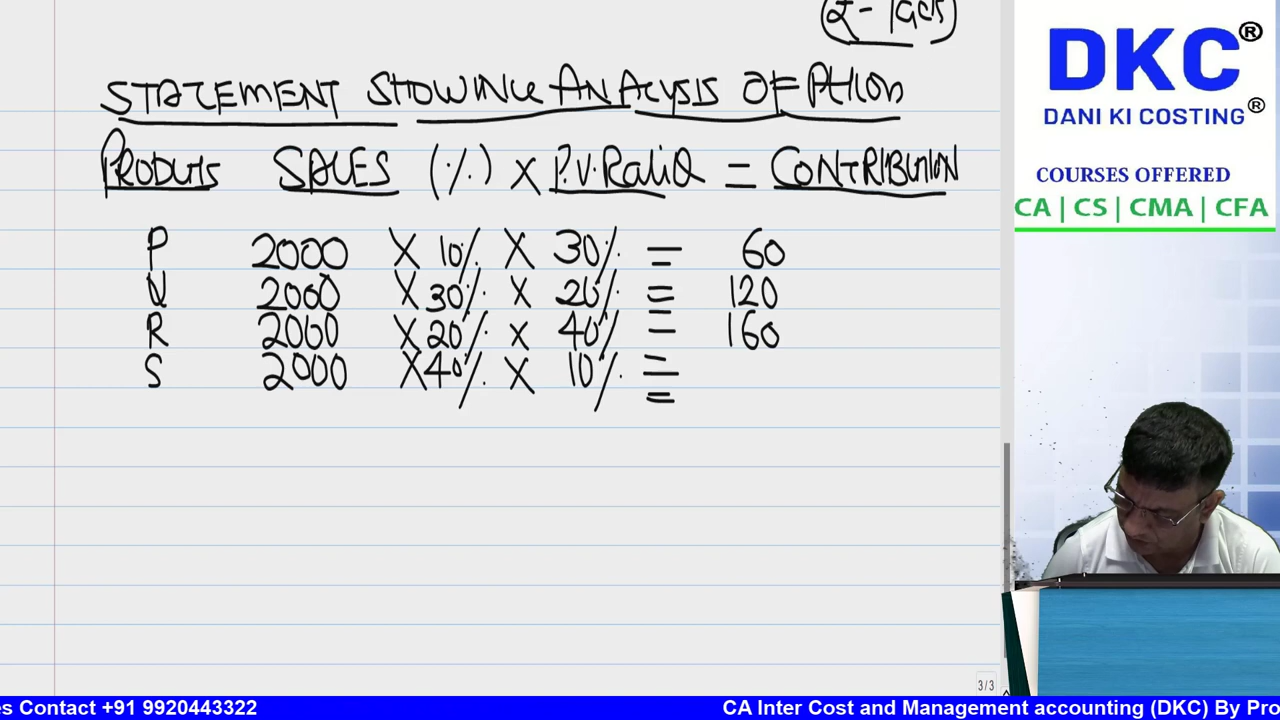 (₹ - lacs)
STATEMENT SHOWING ANALYSIS OF
PRODUCTS SALES (%) X P.V. Ratio = CONTRIBUTION
P 2000 X 10% X 30% = 60
Q 2000 X 30% X 20% = 120
R 2000 X 20% X 40% = 160
S 2000 X 40% X 10% =
DKC®
DANI KI COSTING®
COURSES OFFERED
CA | CS | CMA | CFA
3/3
es Contact +91 9920443322 CA Inter Cost and Management accounting (DKC) By Pro